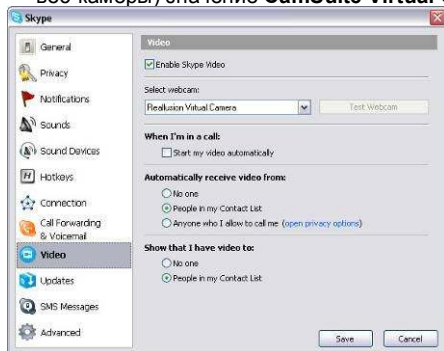 значение CamSuite Virtual
Skype
General
Privacy
Notifications
Sounds
Sound Devices
Hotkeys
Connection
Call Forwarding
& Voicemail
Video
Updates
SMS Messages
Advanced
Video
Enable Skype Video
Select webcam:
Reallusion Virtual Camera
Test Webcam
When I'm in a call:
Start my video automatically
Automatically receive video from:
No one
People in my Contact List
Anyone who I allow to call me (open privacy options)
Show that I have video to:
No one
People in my Contact List
Save Cancel